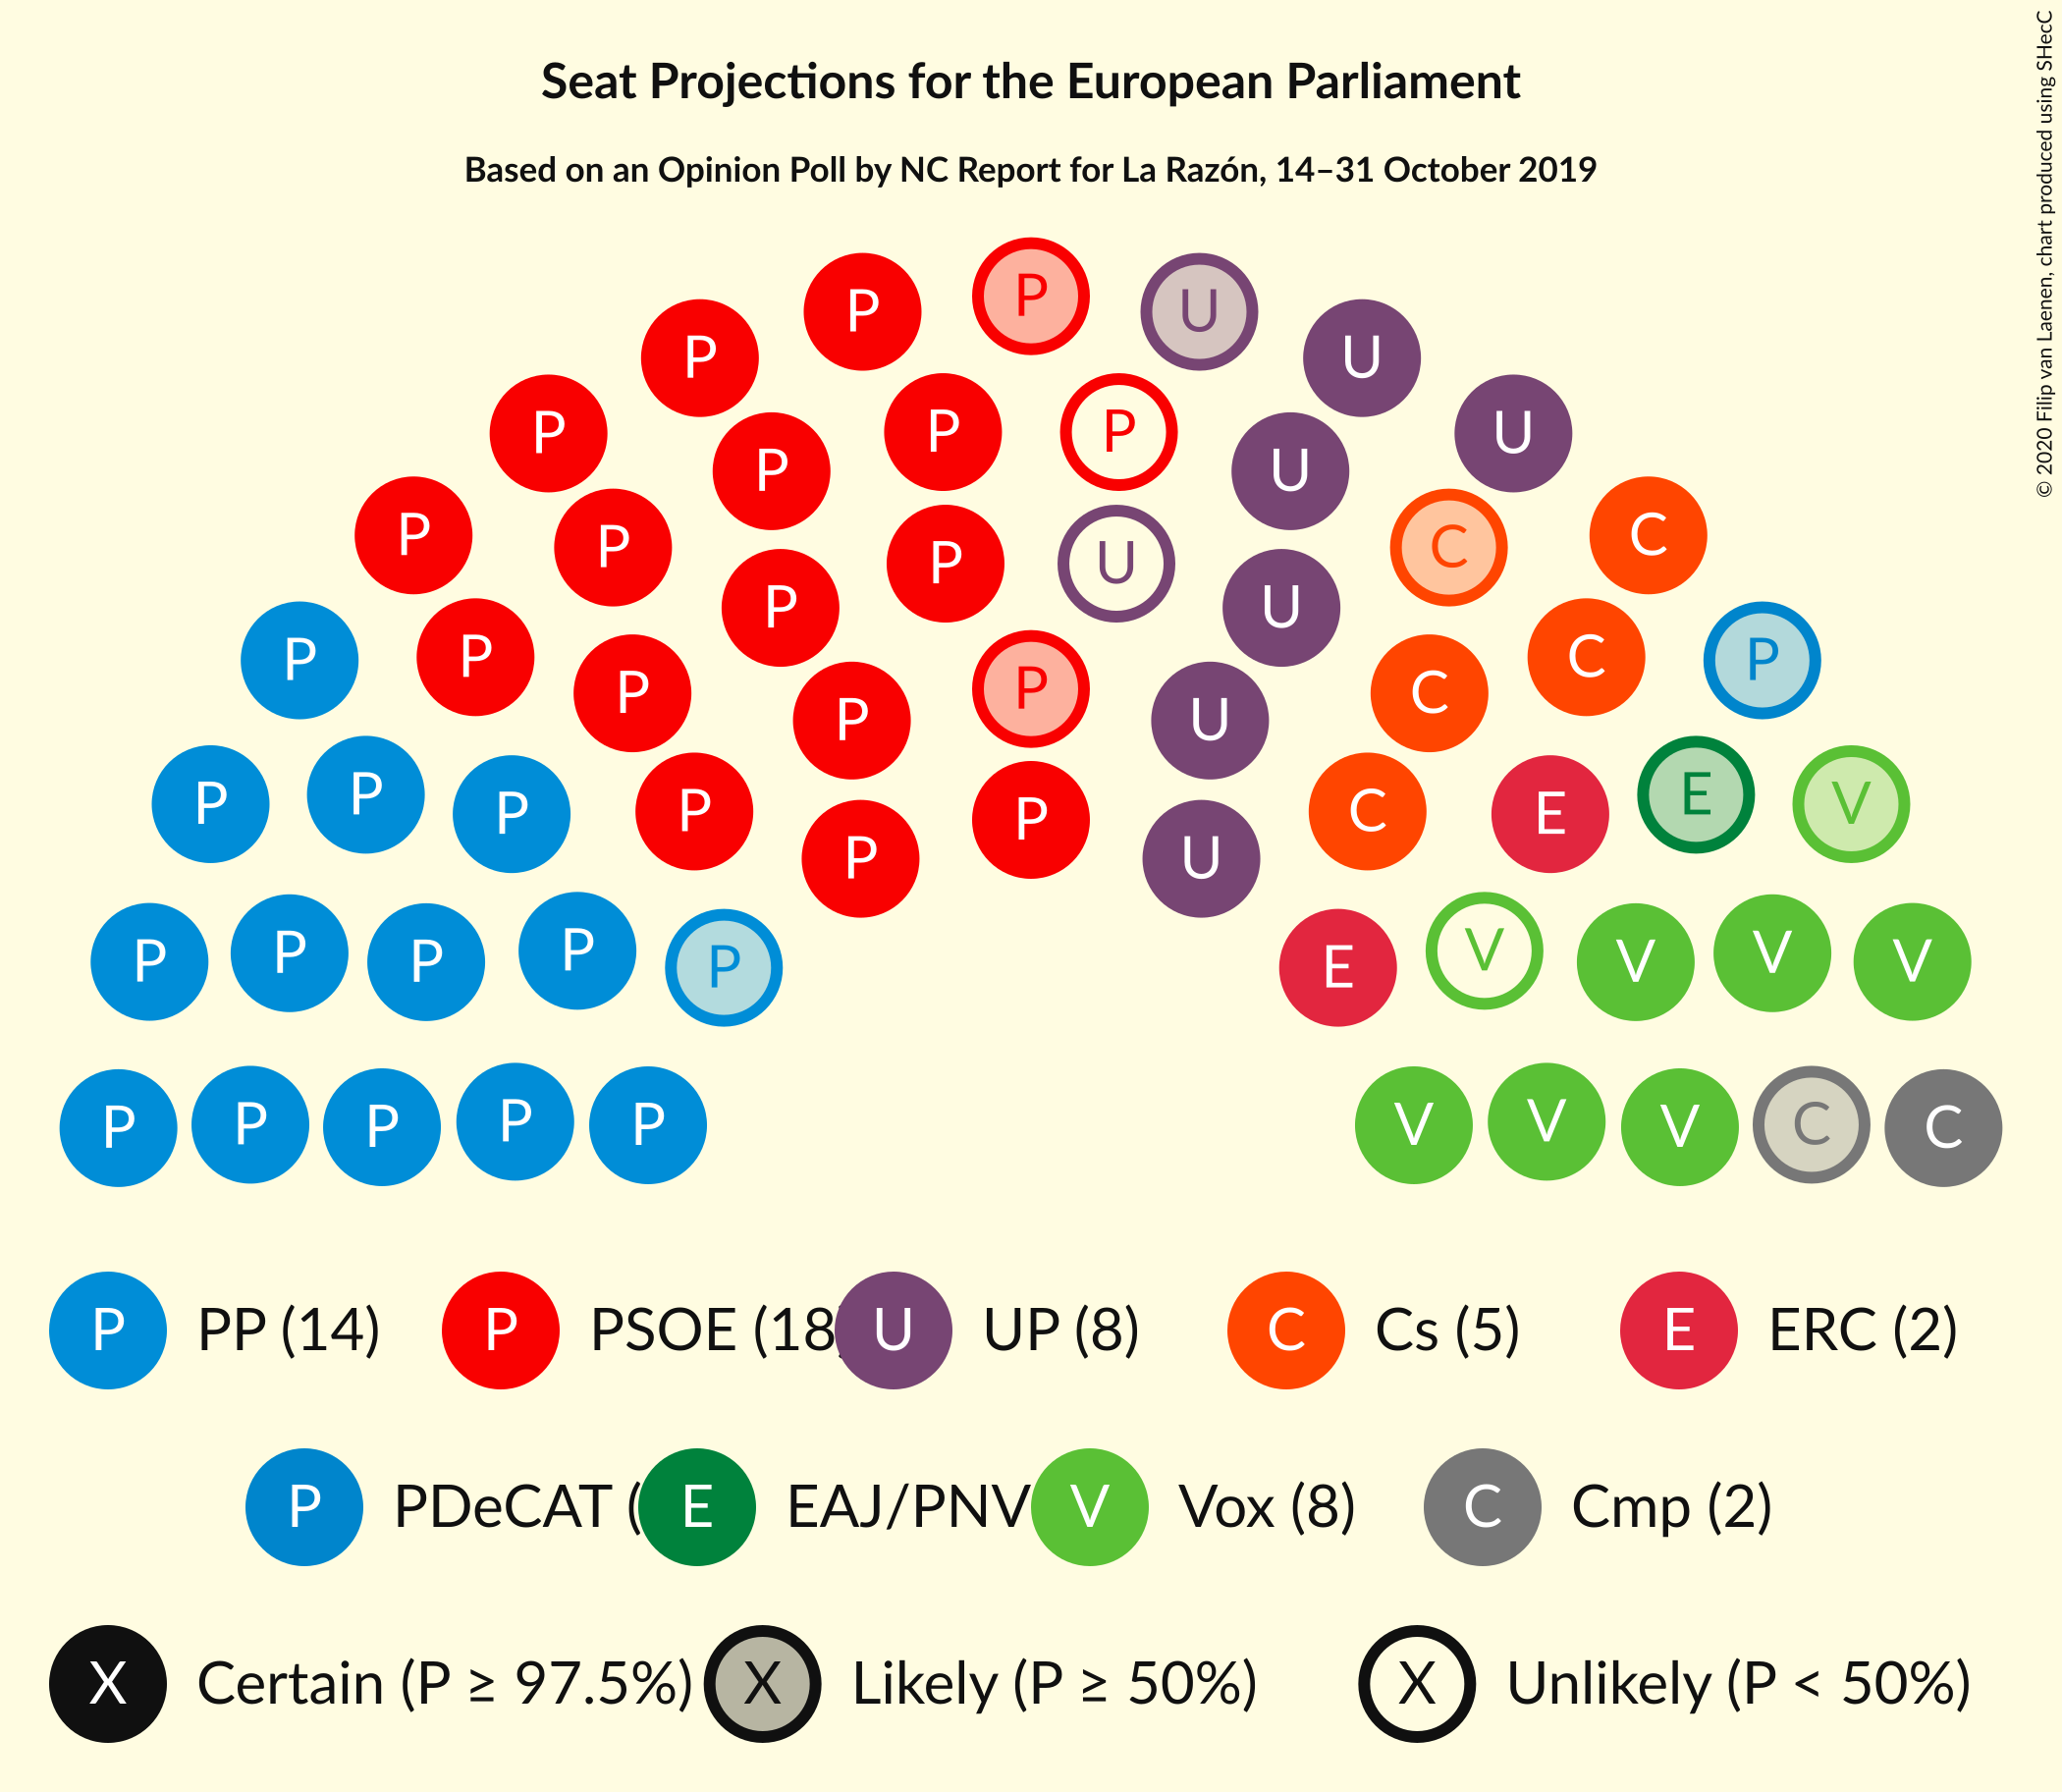 Seat Projections for the European Parliament
Based on an Opinion Poll by NC Report for La Razón, 14–31 October 2019
© 2020 Filip van Laenen, chart produced using SHecC
P
P U
P U
P U
P P P
U
P C
P C
P U
P U
P P C
P
P P
P C
P U
P E
V
P P C
E
P P
P U
P P P V V
P V
P E
P P P V V C C
P P V
P PP (14) P PSOE (18 U UP (8) C Cs (5) E ERC (2)
P PDeCAT ( E EAJ/PNV V Vox (8) C Cmp (2)
X Certain (P ≥ 97.5%) X Likely (P ≥ 50%) X Unlikely (P < 50%)